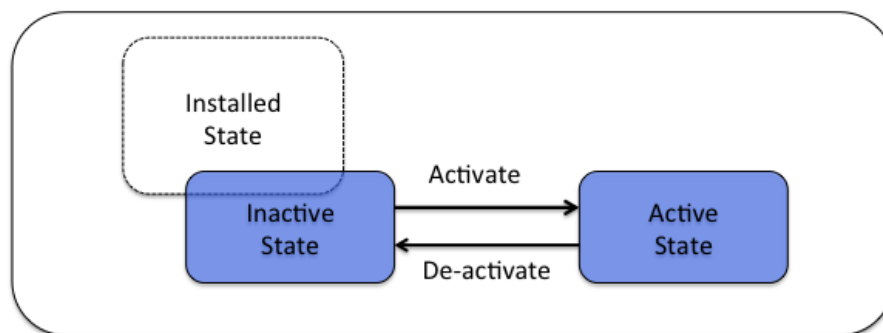 Installed
State
Activate
Inactive
State
Active
State
De-activate